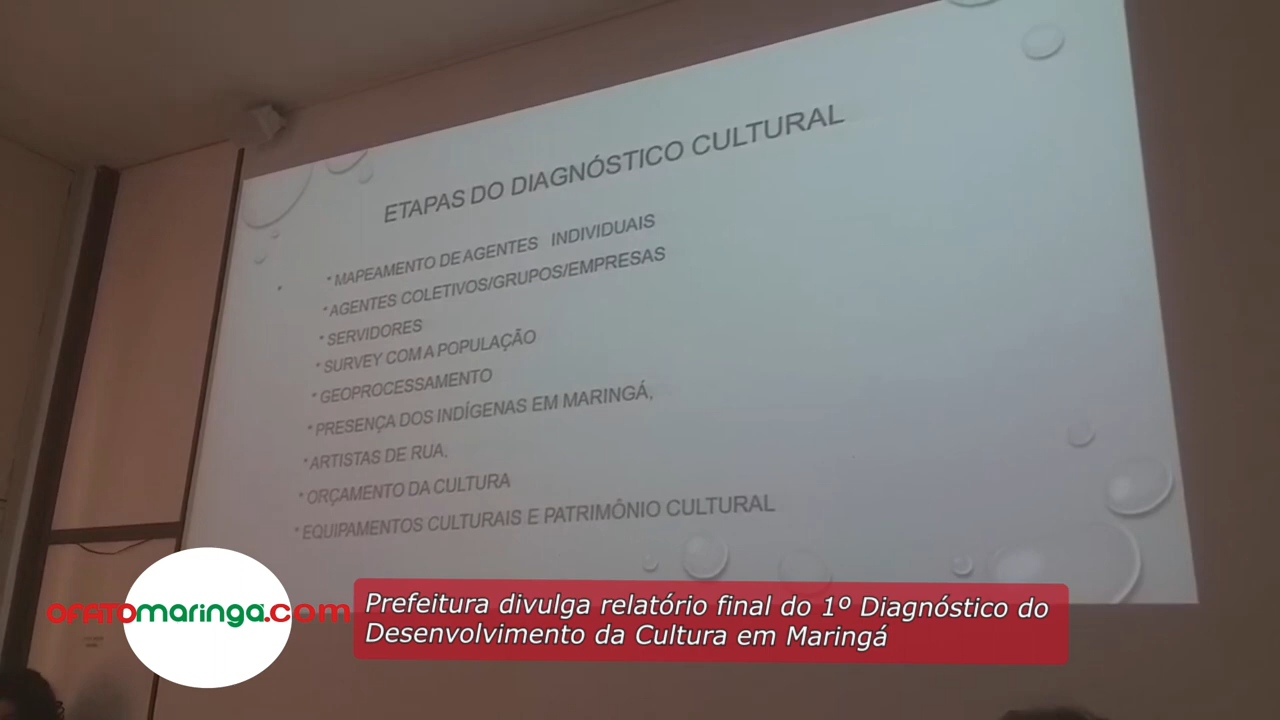 ETAPAS DO DIAGNÓSTICO CULTURAL
* MAPEAMENTO DE AGENTES INDIVIDUAIS
* AGENTES COLETIVOS/GRUPOS/EMPRESAS
* SERVIDORES
* SURVEY COM A POPULAÇÃO
* GEOPROCESSAMENTO
* PRESENÇA DOS INDÍGENAS EM MARINGÁ,
* ARTISTAS DE RUA,
* ORÇAMENTO DA CULTURA
* EQUIPAMENTOS CULTURAIS E PATRIMÔNIO CULTURAL
OFATOmaringá.com
Prefeitura divulga relatório final do 1º Diagnóstico do
Desenvolvimento da Cultura em Maringá